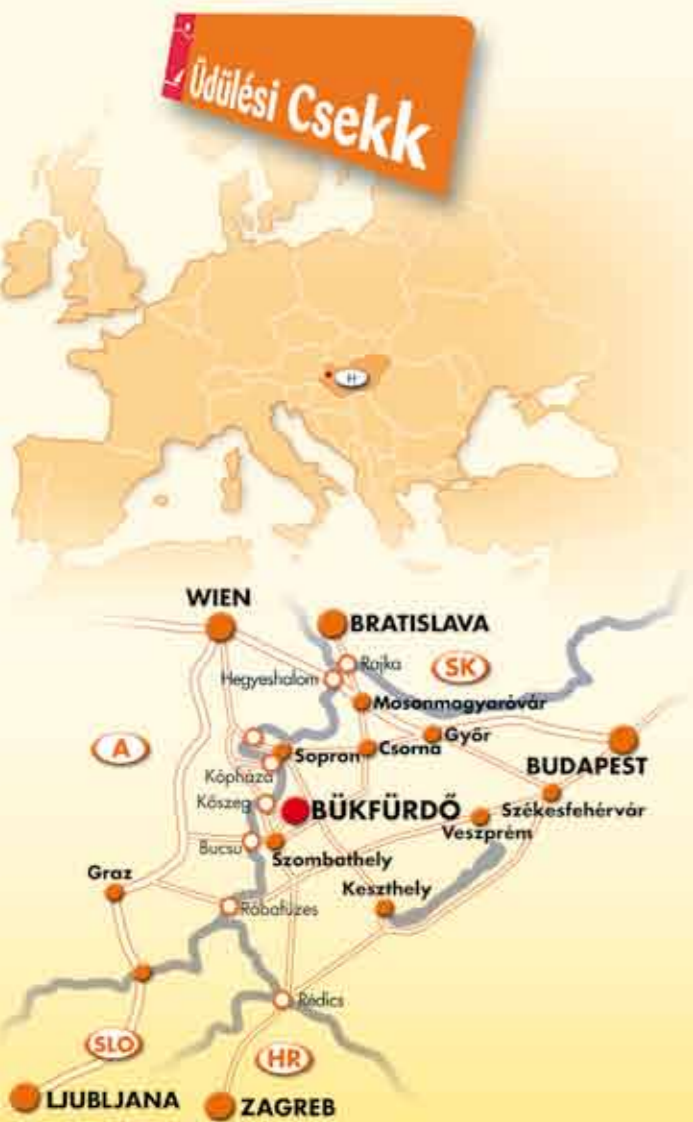 Üdülési Csekk
H
WIEN
BRATISLAVA
Rajka
SK
Hegyeshalom
Mosonmagyaróvár
A
Győr
Sopron
Csorna
BUDAPEST
Kópháza
Kőszeg
BÜKFÜRDŐ
Székesfehérvár
Veszprém
Bucsu
Szombathely
Graz
Keszthely
Rábafüzes
Rédics
SLO
HR
LJUBLJANA
ZAGREB